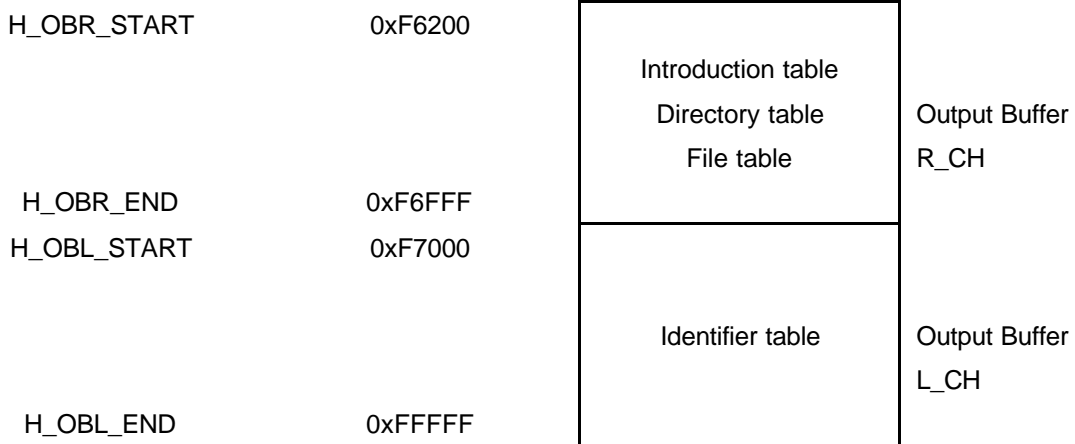 H_OBR_START 0xF6200
Introduction table
Directory table Output Buffer
File table R_CH
H_OBR_END 0xF6FFF
H_OBL_START 0xF7000
Identifier table Output Buffer
L_CH
H_OBL_END 0xFFFFF